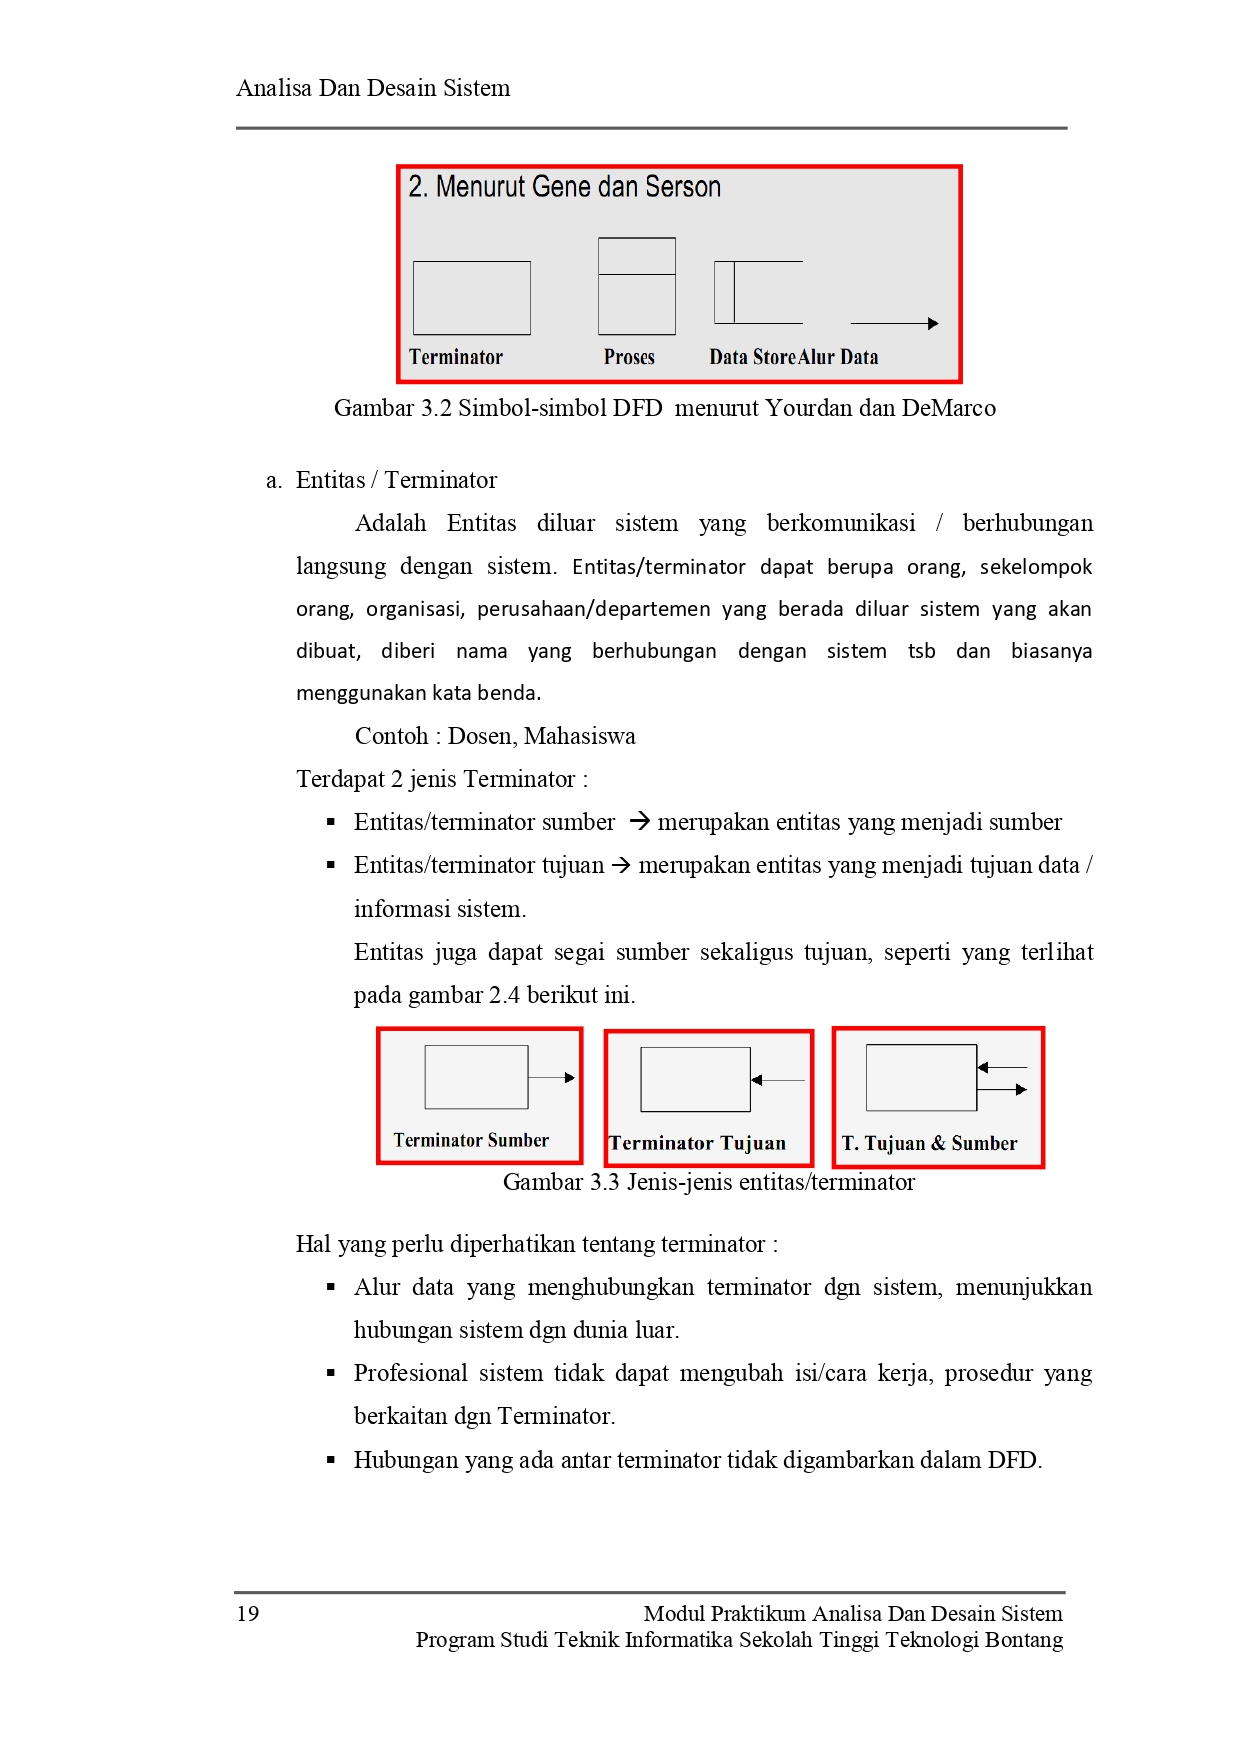 Analisa Dan Desain Sistem
2. Menurut Gene dan Serson
Terminator Proses Data Store Alur Data
Gambar 3.2 Simbol-simbol DFD menurut Yourdan dan DeMarco
a. Entitas / Terminator
Adalah Entitas diluar sistem yang berkomunikasi / berhubungan
langsung dengan sistem. Entitas/terminator dapat berupa orang, sekelompok
orang, organisasi, perusahaan/departemen yang berada diluar sistem yang akan
dibuat, diberi nama yang berhubungan dengan sistem tsb dan biasanya
menggunakan kata benda.
Contoh : Dosen, Mahasiswa
Terdapat 2 jenis Terminator :
▪ Entitas/terminator sumber → merupakan entitas yang menjadi sumber
▪ Entitas/terminator tujuan → merupakan entitas yang menjadi tujuan data /
informasi sistem.
Entitas juga dapat segai sumber sekaligus tujuan, seperti yang terlihat
pada gambar 2.4 berikut ini.
Terminator Sumber Terminator Tujuan T. Tujuan & Sumber
Gambar 3.3 Jenis-jenis entitas/terminator
Hal yang perlu diperhatikan tentang terminator :
▪ Alur data yang menghubungkan terminator dgn sistem, menunjukkan
hubungan sistem dgn dunia luar.
▪ Profesional sistem tidak dapat mengubah isi/cara kerja, prosedur yang
berkaitan dgn Terminator.
▪ Hubungan yang ada antar terminator tidak digambarkan dalam DFD.
19 Modul Praktikum Analisa Dan Desain Sistem
Program Studi Teknik Informatika Sekolah Tinggi Teknologi Bontang